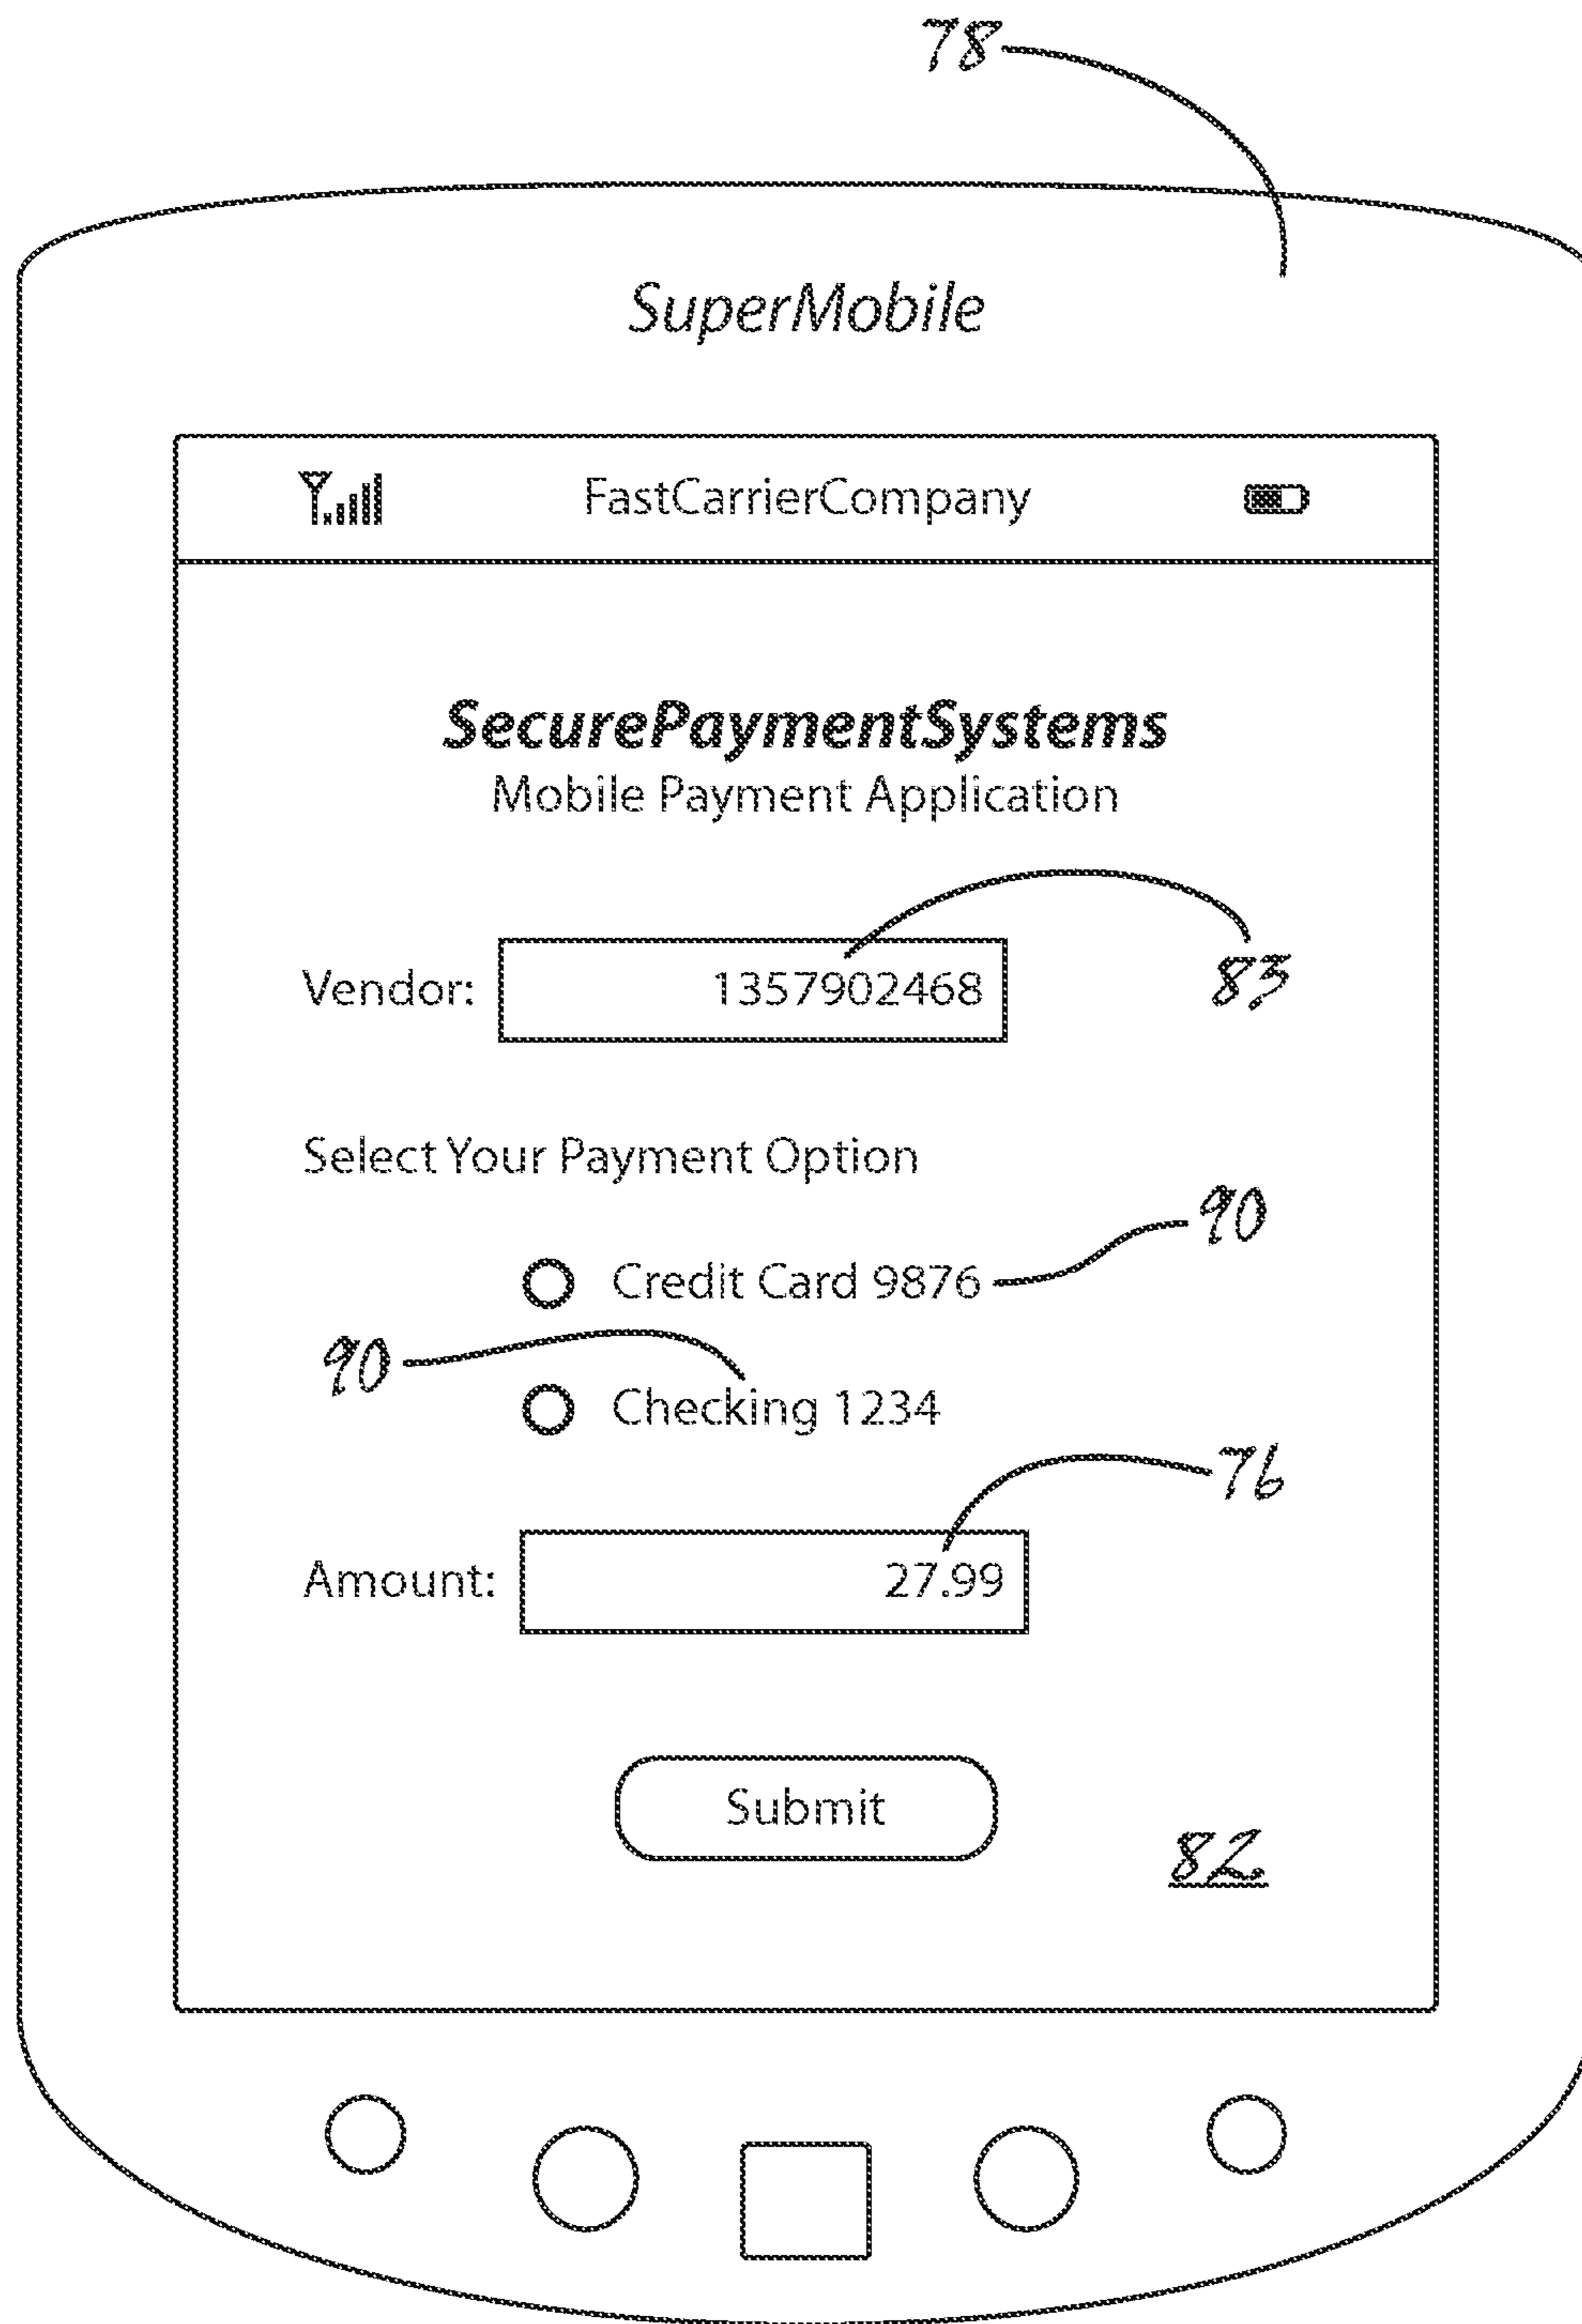 78
SuperMobile
FastCarrierCompany
SecurePaymentSystems
Mobile Payment Application
Vendor: 1357902468 83
Select Your Payment Option
90
Credit Card 9876
90
Checking 1234
76
Amount: 27.99
Submit
82